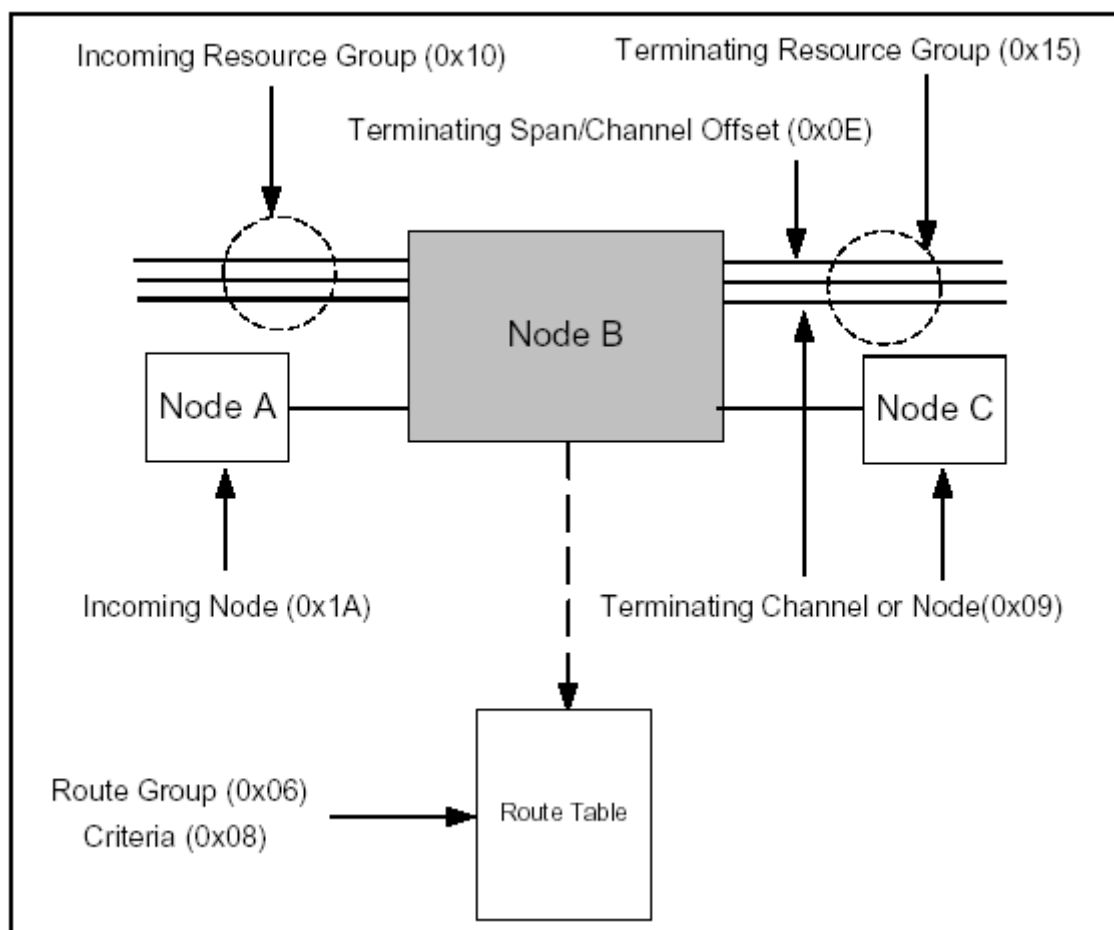 Incoming Resource Group (0x10)
Terminating Resource Group (0x15)
Terminating Span/Channel Offset (0x0E)
Node B
Node A
Node C
Incoming Node (0x1A)
Terminating Channel or Node(0x09)
Route Group (0x06)
Criteria (0x08)
Route Table